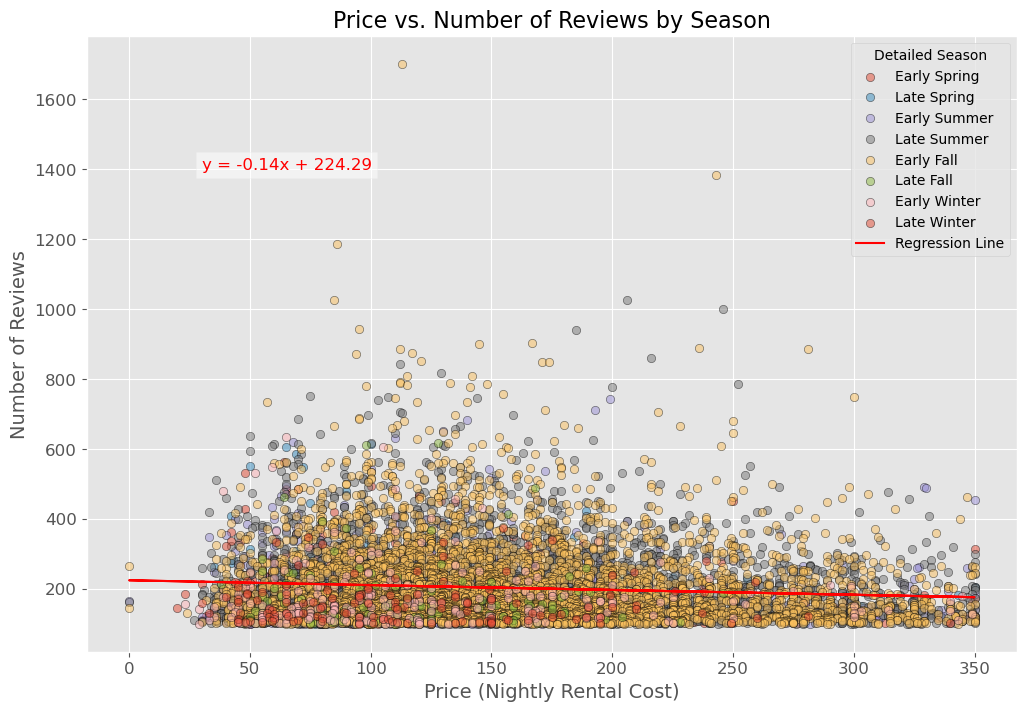 Price vs. Number of Reviews by Season
Detailed Season
Early Spring
Late Spring
Early Summer
Late Summer
Early Fall
Late Fall
Early Winter
Late Winter
Regression Line
y = -0.14x + 224.29
Number of Reviews
1600
1400
1200
1000
800
600
400
200
0
50
100
150
200
250
300
350
Price (Nightly Rental Cost)